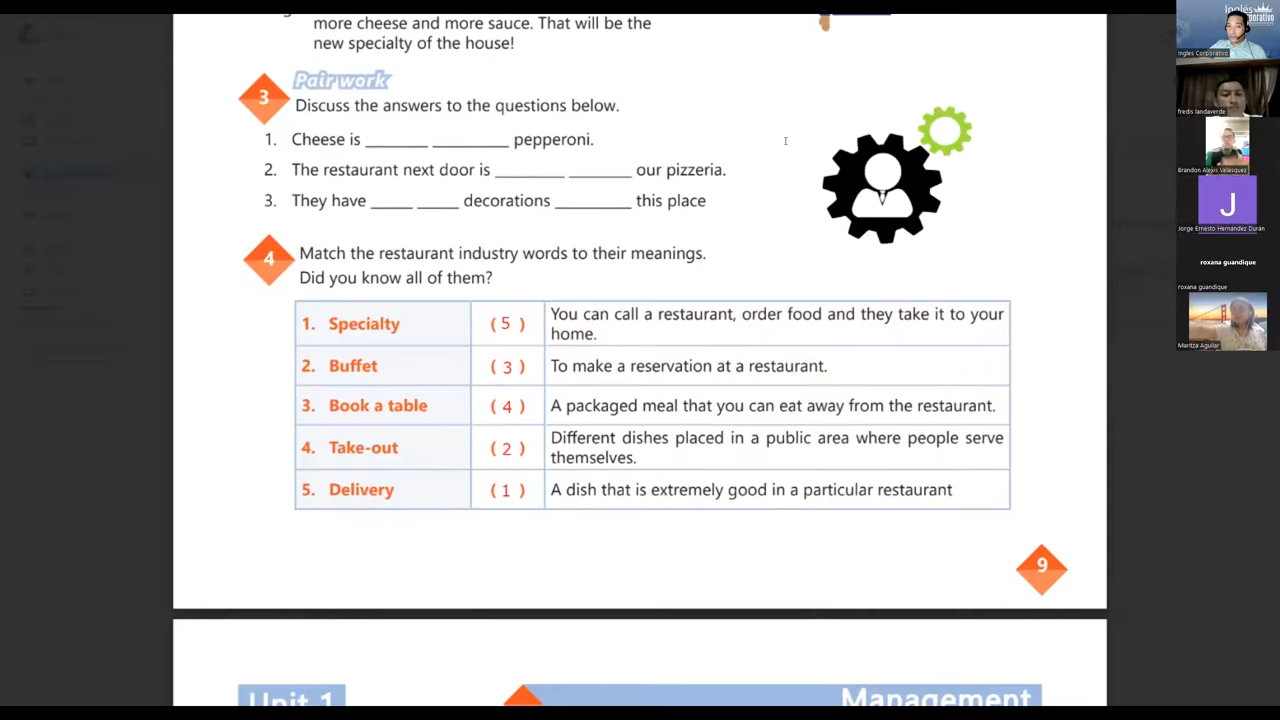 more cheese and more sauce. That will be the
new specialty of the house!
Pair work
3
Discuss the answers to the questions below.
1. Cheese is _______ _________ pepperoni.
2. The restaurant next door is ________ _______ our pizzeria.
3. They have _____ _____ decorations _________ this place
4
Match the restaurant industry words to their meanings.
Did you know all of them?
1. Specialty ( 5 ) You can call a restaurant, order food and they take it to your
home.
2. Buffet ( 3 ) To make a reservation at a restaurant.
3. Book a table ( 4 ) A packaged meal that you can eat away from the restaurant.
4. Take-out ( 2 ) Different dishes placed in a public area where people serve
themselves.
5. Delivery ( 1 ) A dish that is extremely good in a particular restaurant
9
Unit 1
Management
Inglés
Ingles Corporativo
fredis landaverde
Brandon Alexis Velasquez
J
Jorge Ernesto Hernández Durán
roxana guandique
roxana guandique
Maritza Aguilar